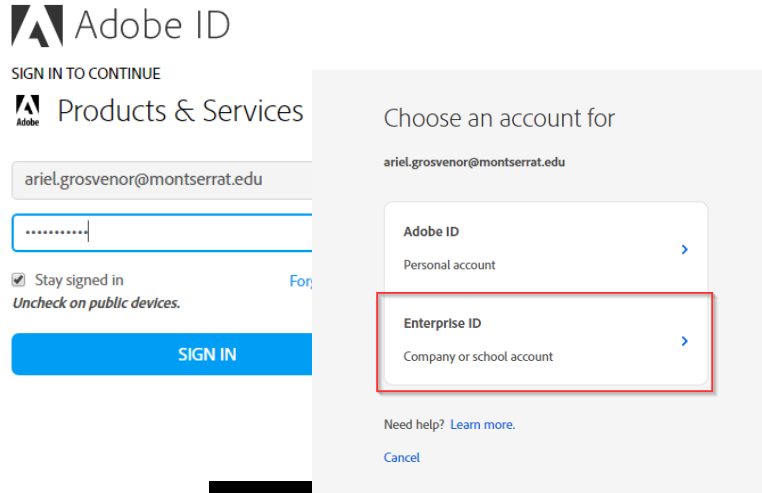 Adobe ID
SIGN IN TO CONTINUE
Adobe
Products & Services
ariel.grosvenor@montserrat.edu
•••••••••••
Stay signed in
Uncheck on public devices.
SIGN IN
Choose an account for
ariel.grosvenor@montserrat.edu
Adobe ID
Personal account
Enterprise ID
Company or school account
Need help? Learn more.
Cancel